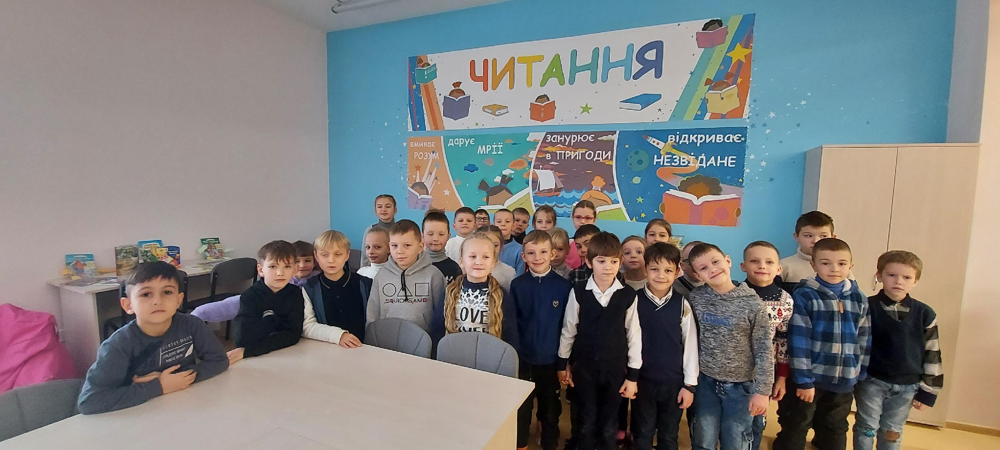 ЧИТАННЯ
вмикає
РОЗУМ
дарує
МРІЇ
занурює
в ПРИГОДИ
відкриває
НЕЗВІДАНЕ
SQUID GAME
LOVE